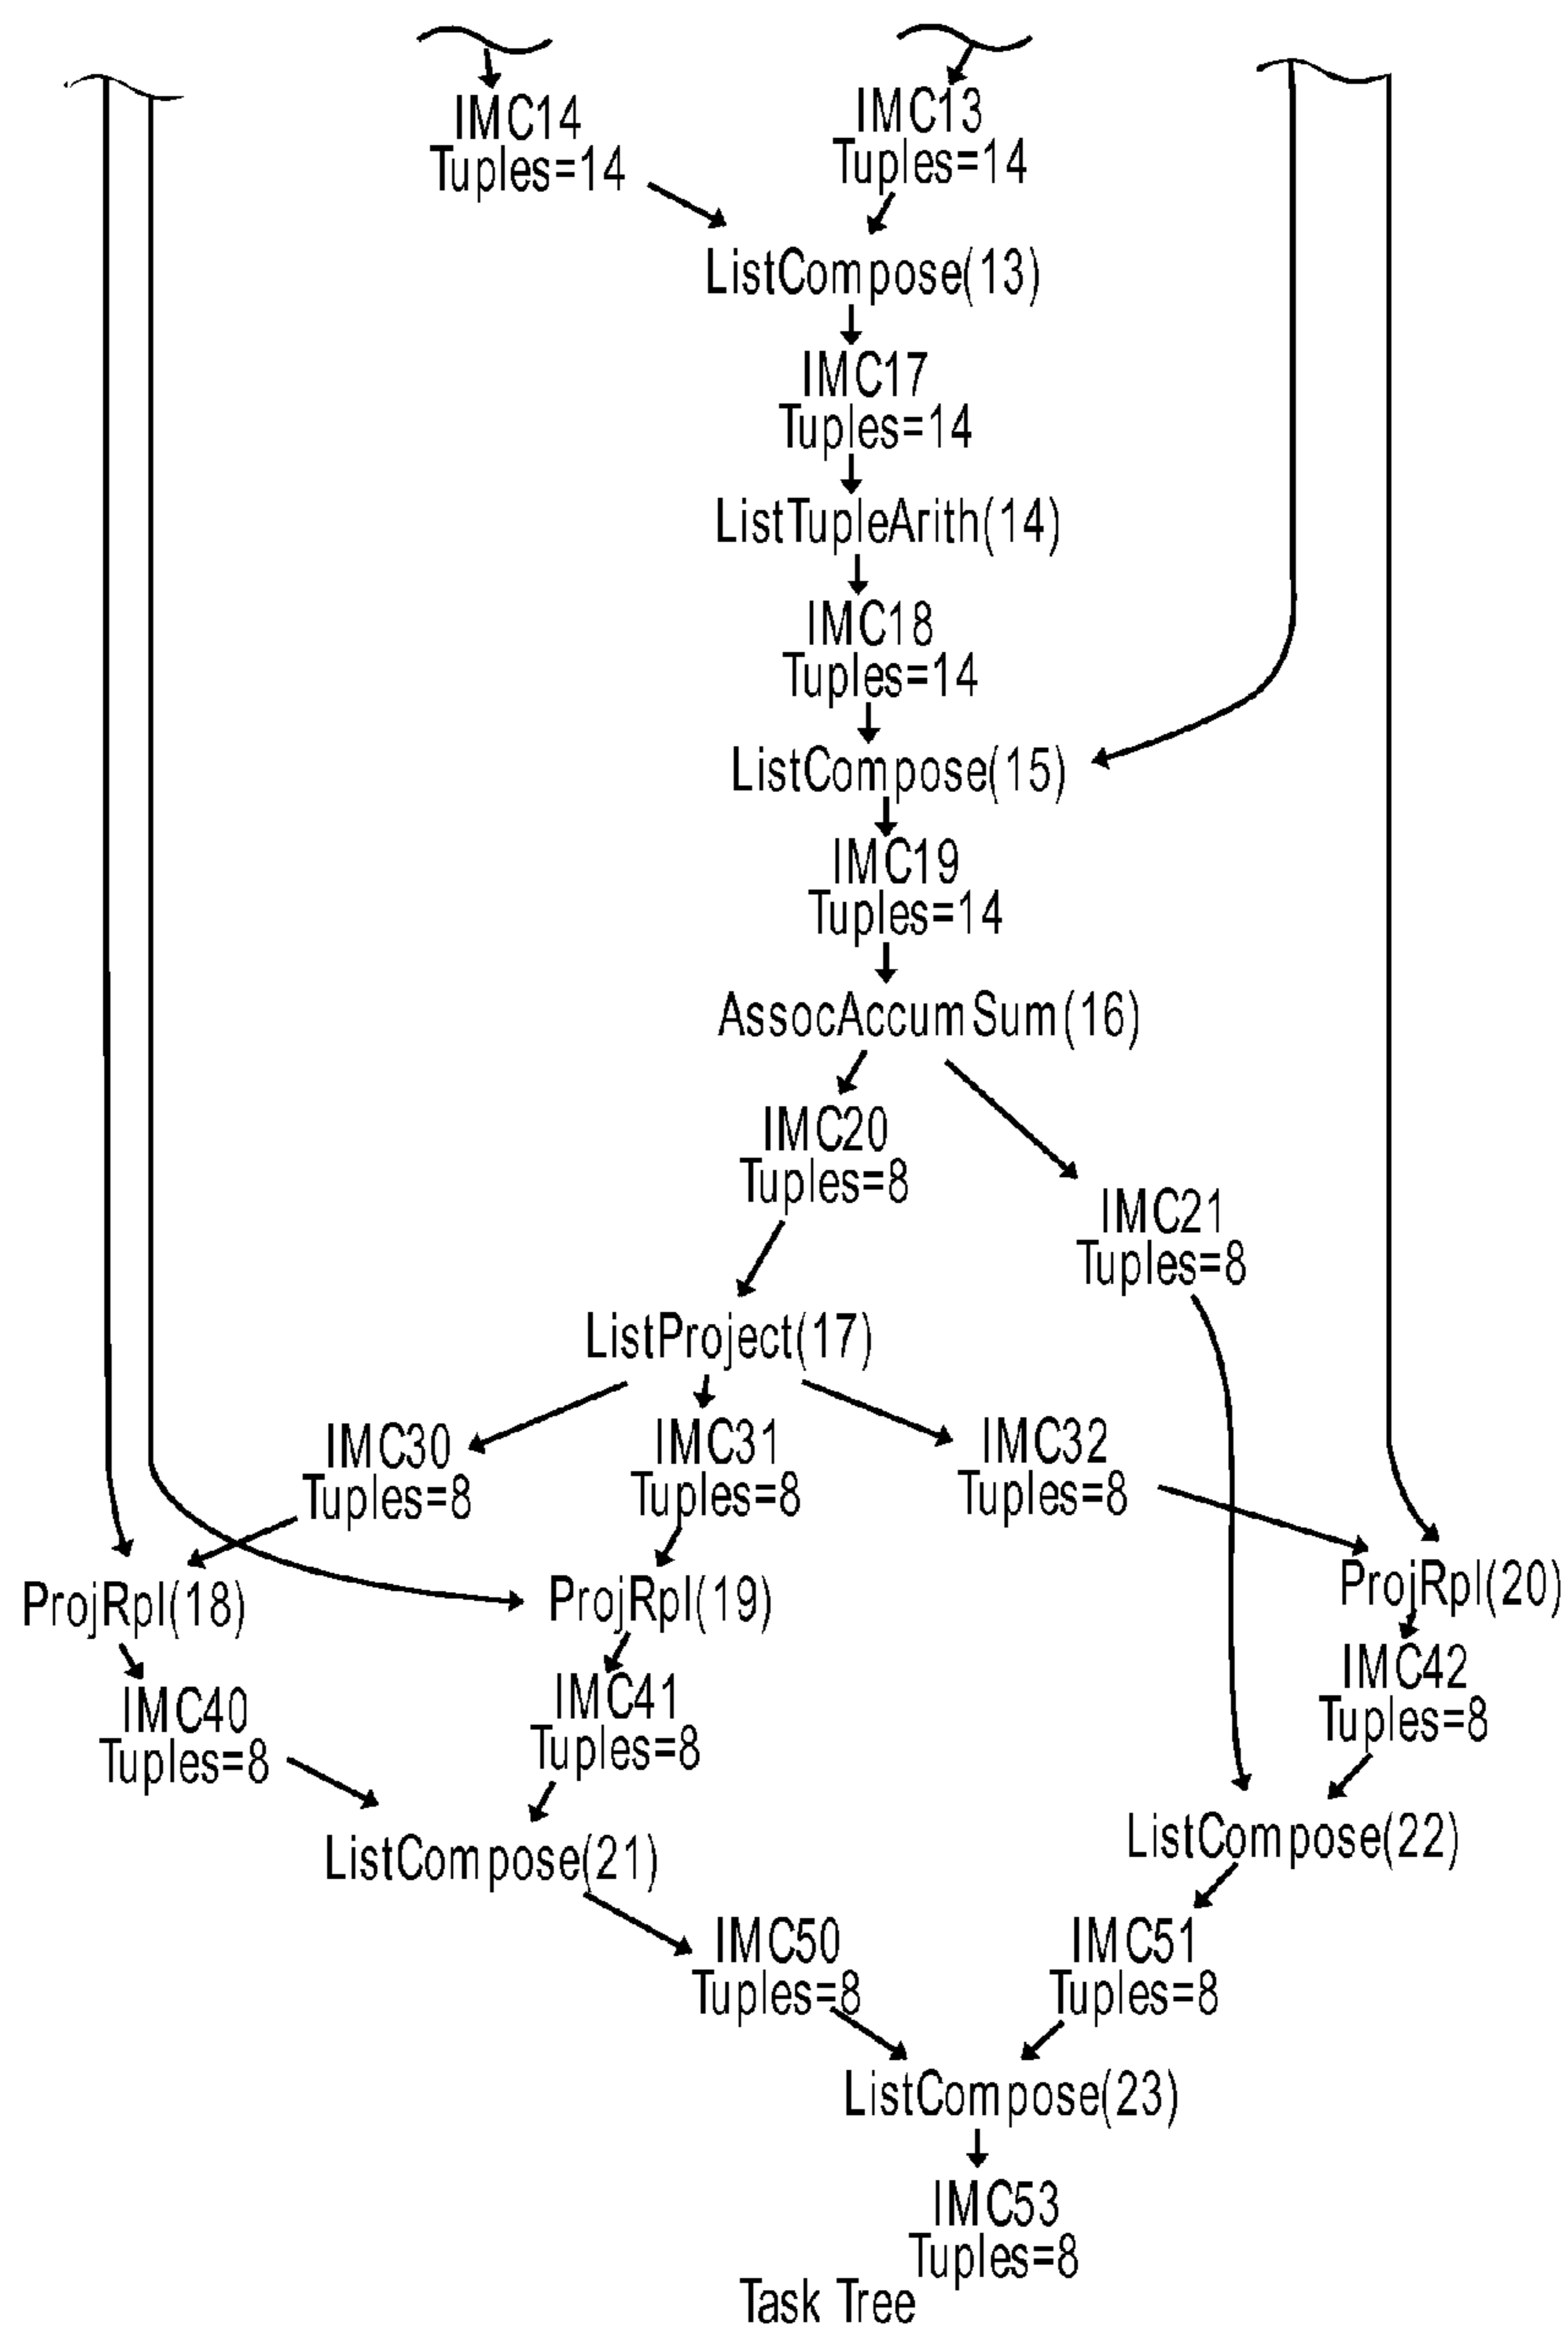 IMC14
Tuples=14
IMC13
Tuples=14
ListCompose(13)
IMC17
Tuples=14
ListTupleArith(14)
IMC18
Tuples=14
ListCompose(15)
IMC19
Tuples=14
AssocAccumSum(16)
IMC20
Tuples=8
IMC21
Tuples=8
ListProject(17)
IMC30
Tuples=8
IMC31
Tuples=8
IMC32
Tuples=8
ProjRpl(18)
ProjRpl(19)
ProjRpl(20)
IMC40
Tuples=8
IMC41
Tuples=8
IMC42
Tuples=8
ListCompose(21)
ListCompose(22)
IMC50
Tuples=8
IMC51
Tuples=8
ListCompose(23)
IMC53
Tuples=8
Task Tree